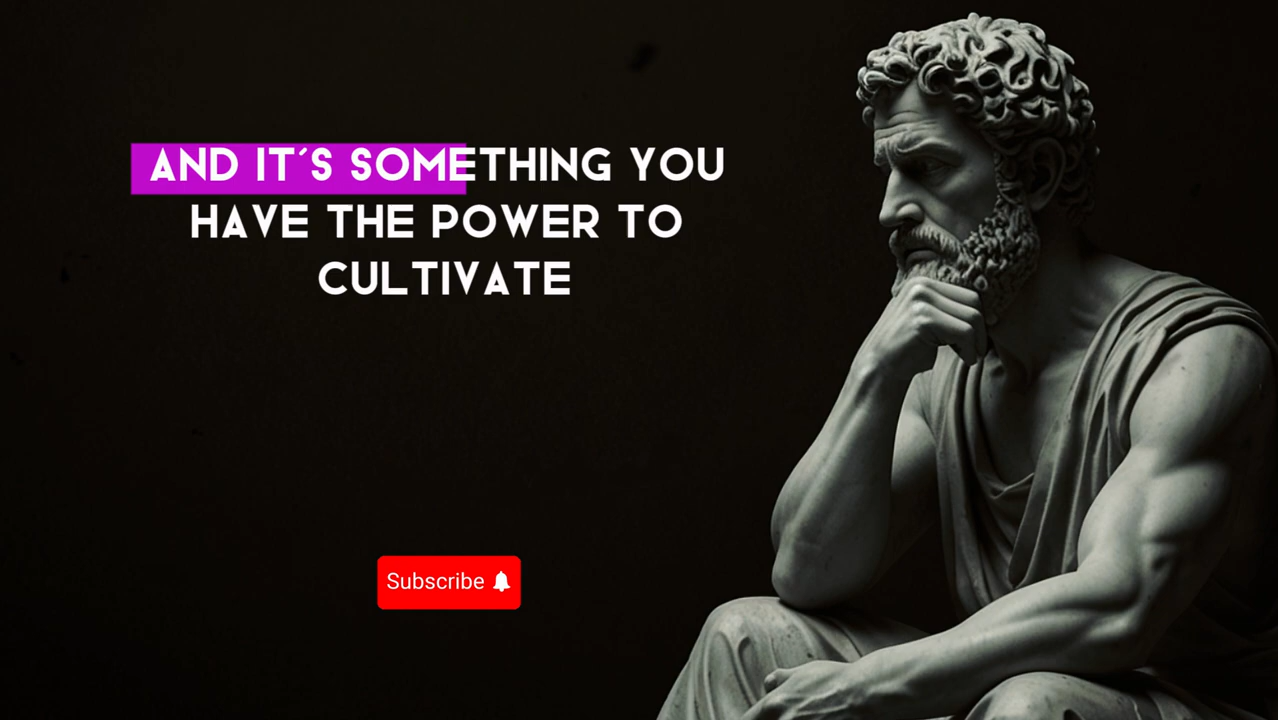 AND IT'S SOMETHING YOU
HAVE THE POWER TO
CULTIVATE
Subscribe